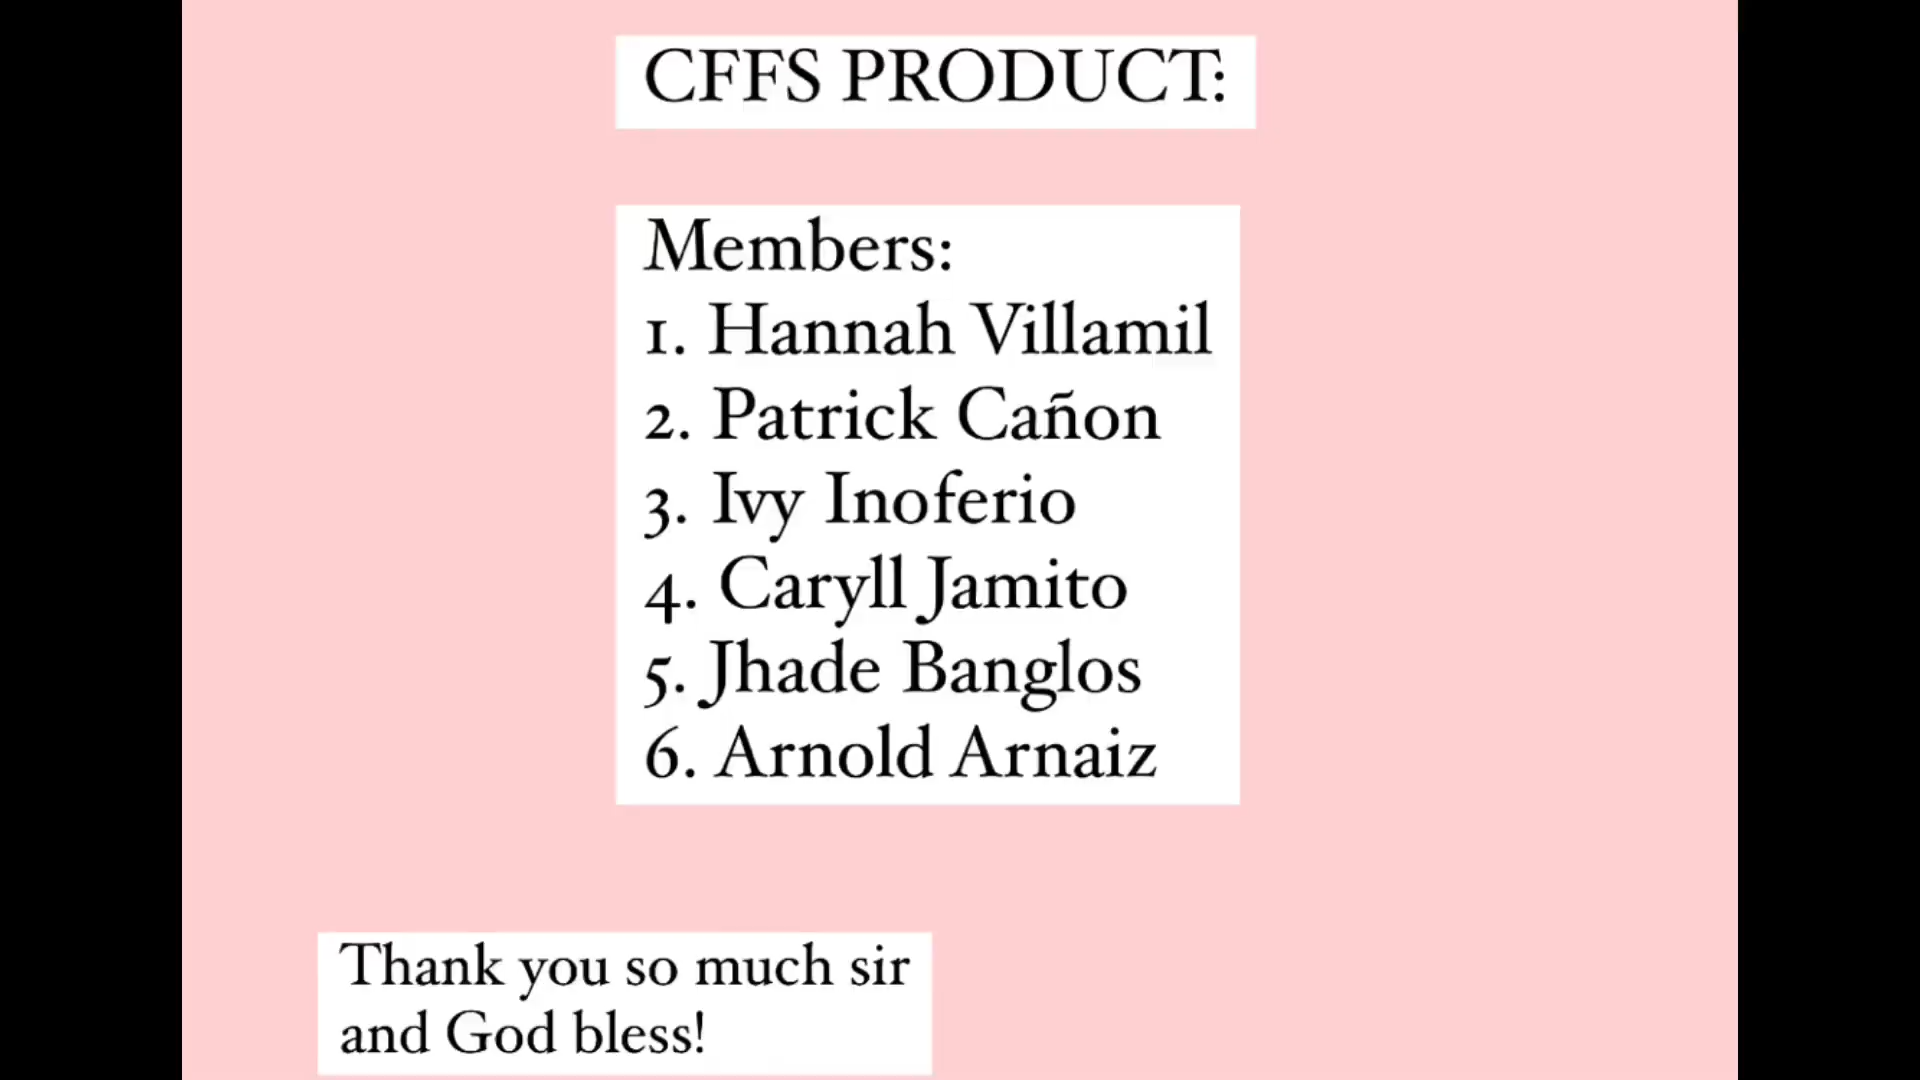 CFFS PRODUCT:
Members:
1. Hannah Villamil
2. Patrick Cañon
3. Ivy Inoferio
4. Caryll Jamito
5. Jhade Banglos
6. Arnold Arnaiz
Thank you so much sir
and God bless!